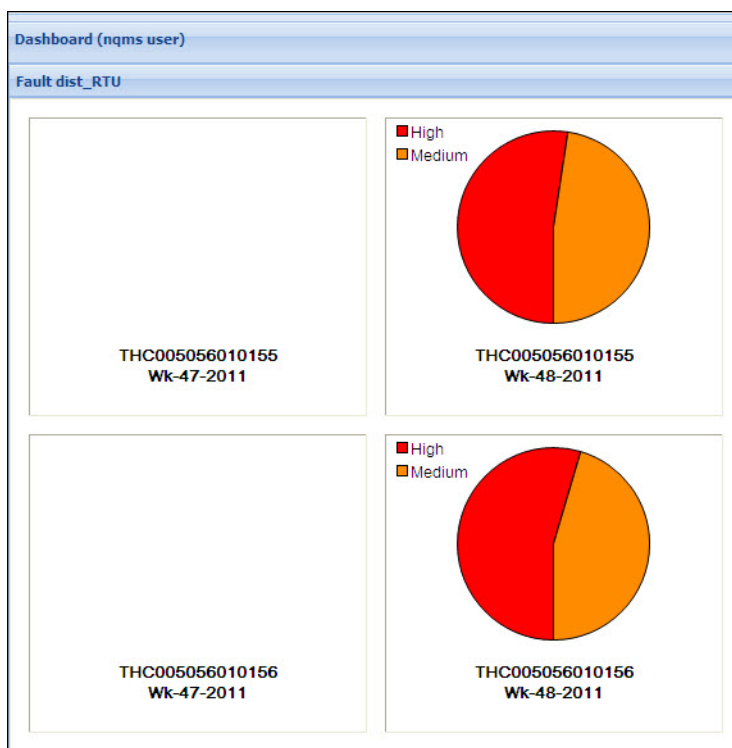 Dashboard (nqms user)
Fault dist_RTU
THC005056010155
Wk-47-2011
High
Medium
THC005056010155
Wk-48-2011
THC005056010156
Wk-47-2011
High
Medium
THC005056010156
Wk-48-2011